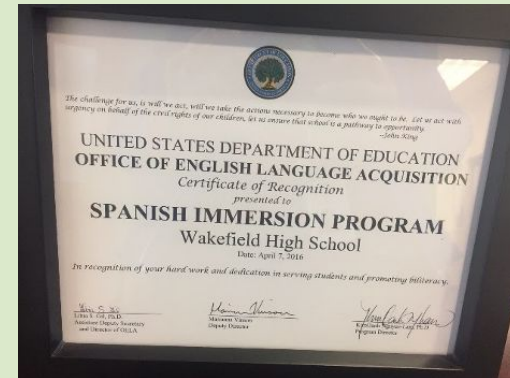 The challenge for us, is will we act, will we take the actions necessary to become who we ought to be. Let us act with
urgency on behalf of the civil rights of our children, let us ensure that school is a pathway to opportunity.
--John King
UNITED STATES DEPARTMENT OF EDUCATION
OFFICE OF ENGLISH LANGUAGE ACQUISITION
Certificate of Recognition
presented to
SPANISH IMMERSION PROGRAM
Wakefield High School
Date: April 7, 2016
In recognition of your hard work and dedication in serving students and promoting biliteracy.
Libia S. Gil, Ph.D.
Assistant Deputy Secretary
and Director of OELA
Marianna Vinson
Deputy Director
Program Director